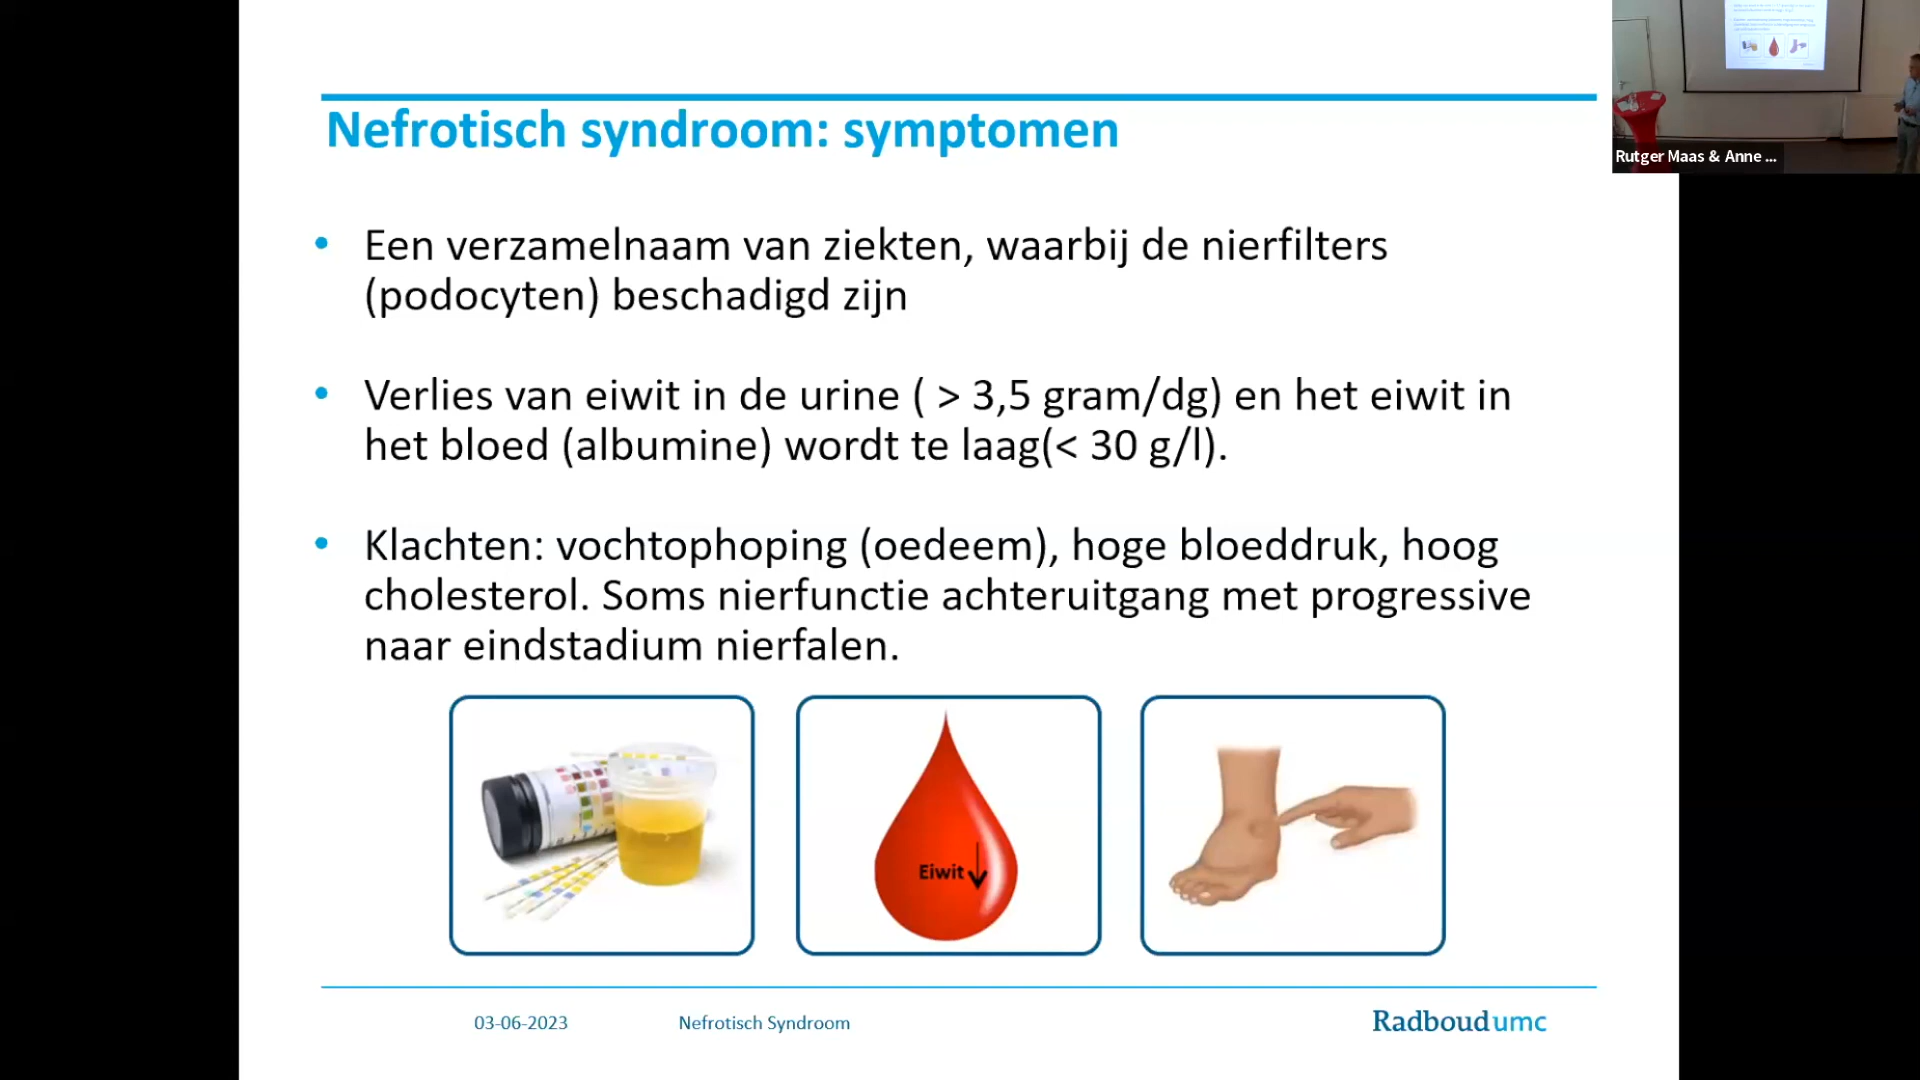 Nefrotisch syndroom: symptomen
Rutger Maas & Anne ...
• Een verzamelnaam van ziekten, waarbij de nierfilters
(podocyten) beschadigd zijn
• Verlies van eiwit in de urine ( > 3,5 gram/dg) en het eiwit in
het bloed (albumine) wordt te laag(< 30 g/l).
• Klachten: vochtophoping (oedeem), hoge bloeddruk, hoog
cholesterol. Soms nierfunctie achteruitgang met progressive
naar eindstadium nierfalen.
Eiwit
03-06-2023
Nefrotisch Syndroom
Radboudumc